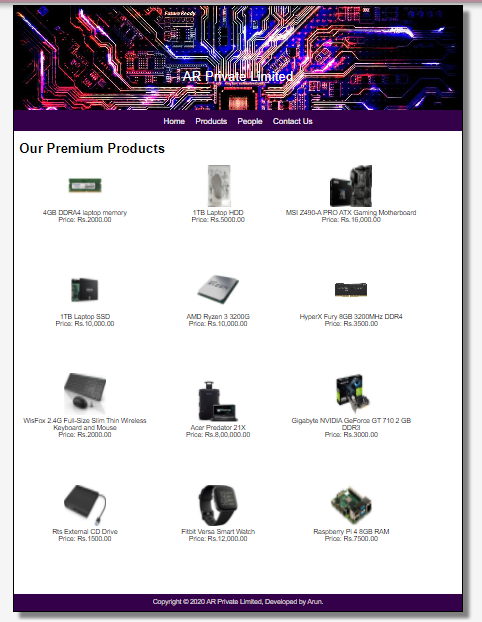 Future Ready
AR Private Limited
Home Products People Contact Us
Our Premium Products
4GB DDRA4 laptop memory
Price: Rs.2000.00
1TB Laptop HDD
Price: Rs.5000.00
MSI Z490-A PRO ATX Gaming Motherboard
Price: Rs.16,000.00
1TB Laptop SSD
Price: Rs.10,000.00
AMD Ryzen 3 3200G
Price: Rs.10,000.00
HyperX Fury 8GB 3200MHz DDR4
Price: Rs.3500.00
WisFox 2.4G Full-Size Slim Thin Wireless
Keyboard and Mouse
Price: Rs.2000.00
Acer Predator 21X
Price: Rs.8,00,000.00
Gigabyte NVIDIA GeForce GT 710 2 GB
DDR3
Price: Rs.3000.00
Rts External CD Drive
Price: Rs.1500.00
Fitbit Versa Smart Watch
Price: Rs.12,000.00
Raspberry Pi 4 8GB RAM
Price: Rs.7500.00
Copyright © 2020 AR Private Limited, Developed by Arun.